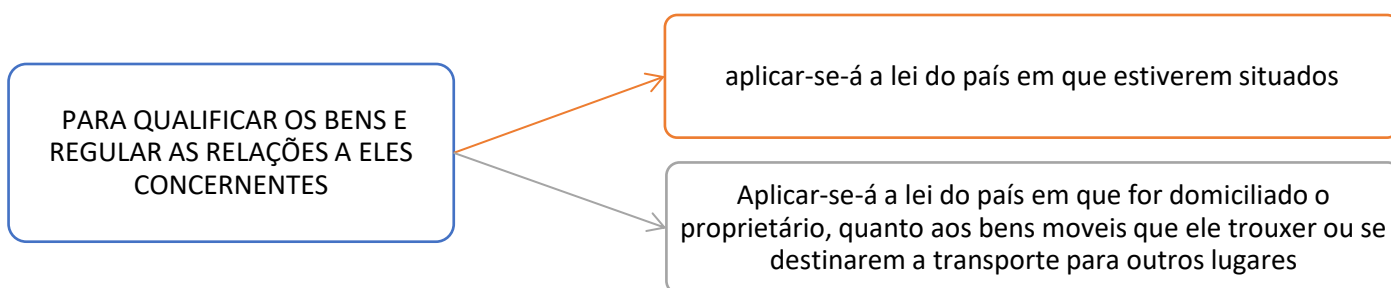 PARA QUALIFICAR OS BENS E
REGULAR AS RELAÇÕES A ELES
CONCERNENTES
aplicar-se-á a lei do país em que estiverem situados
Aplicar-se-á a lei do país em que for domiciliado o
proprietário, quanto aos bens moveis que ele trouxer ou se
destinarem a transporte para outros lugares